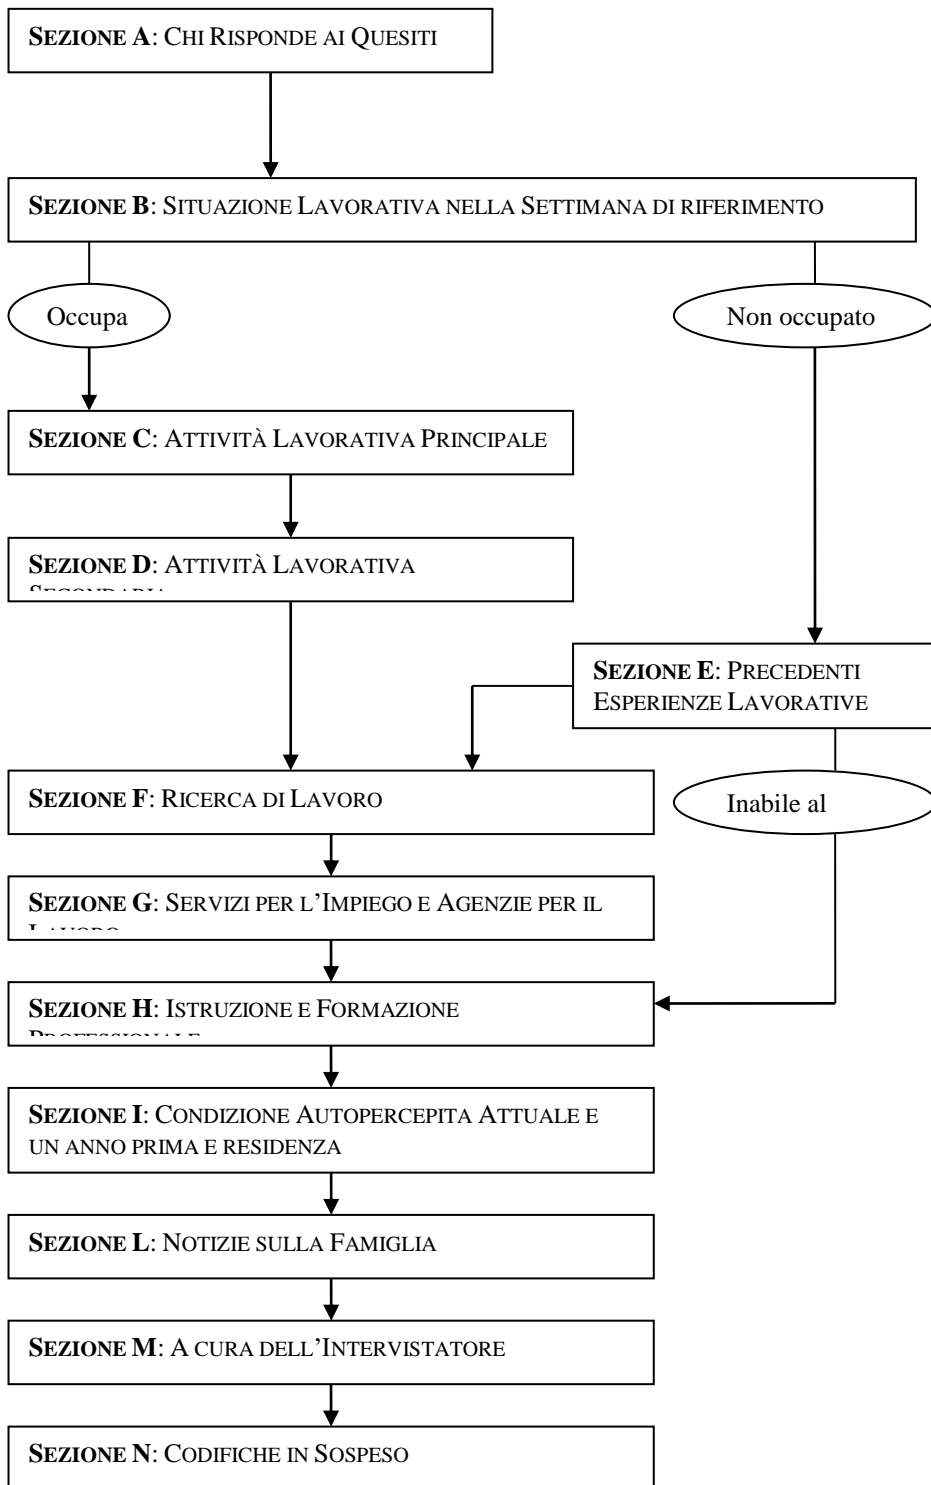 SEZIONE A: CHI RISPONDE AI QUESITI
SEZIONE B: SITUAZIONE LAVORATIVA NELLA SETTIMANA DI RIFERIMENTO
Occupa
Non occupato
SEZIONE C: ATTIVITÀ LAVORATIVA PRINCIPALE
SEZIONE D: ATTIVITÀ LAVORATIVA
SEZIONE E: PRECEDENTI
ESPERIENZE LAVORATIVE
SEZIONE F: RICERCA DI LAVORO
Inabile al
SEZIONE G: SERVIZI PER L'IMPIEGO E AGENZIE PER IL
SEZIONE H: ISTRUZIONE E FORMAZIONE
SEZIONE I: CONDIZIONE AUTOPERCEPITA ATTUALE E
UN ANNO PRIMA E RESIDENZA
SEZIONE L: NOTIZIE SULLA FAMIGLIA
SEZIONE M: A CURA DELL'INTERVISTATORE
SEZIONE N: CODIFICHE IN SOSPESO